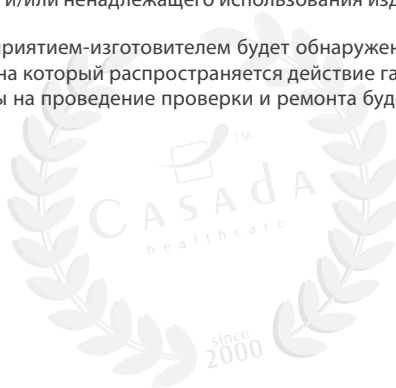 и/или ненадлежащего использования изд
приятием-изготовителем будет обнаружен
на который распространяется действие га
ы на проведение проверки и ремонта буд
TM
CASADA
healthcare
since
2000